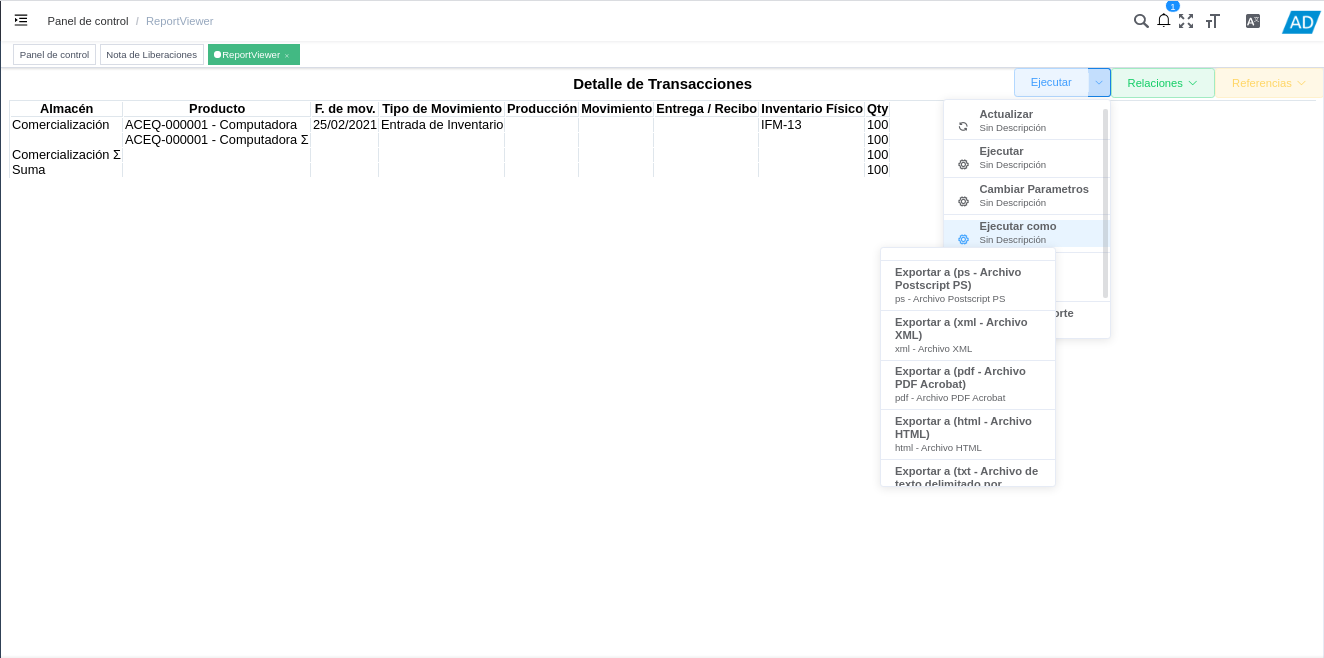 Panel de control / ReportViewer
1
AD
Panel de control
Nota de Liberaciones
ReportViewer ×
Detalle de Transacciones
Ejecutar
Relaciones
Referencias
Almacén Producto F. de mov. Tipo de Movimiento Producción Movimiento Entrega / Recibo Inventario Físico Qty
Comercialización ACEQ-000001 - Computadora 25/02/2021 Entrada de Inventario IFM-13 100
ACEQ-000001 - Computadora Σ 100
Comercialización Σ 100
Suma 100
Actualizar
Sin Descripción
Ejecutar
Sin Descripción
Cambiar Parametros
Sin Descripción
Ejecutar como
Sin Descripción
Exportar a (ps - Archivo
Postscript PS)
ps - Archivo Postscript PS
Exportar a (xml - Archivo
XML)
xml - Archivo XML
Exportar a (pdf - Archivo
PDF Acrobat)
pdf - Archivo PDF Acrobat
Exportar a (html - Archivo
HTML)
html - Archivo HTML
Exportar a (txt - Archivo de
texto delimitado por